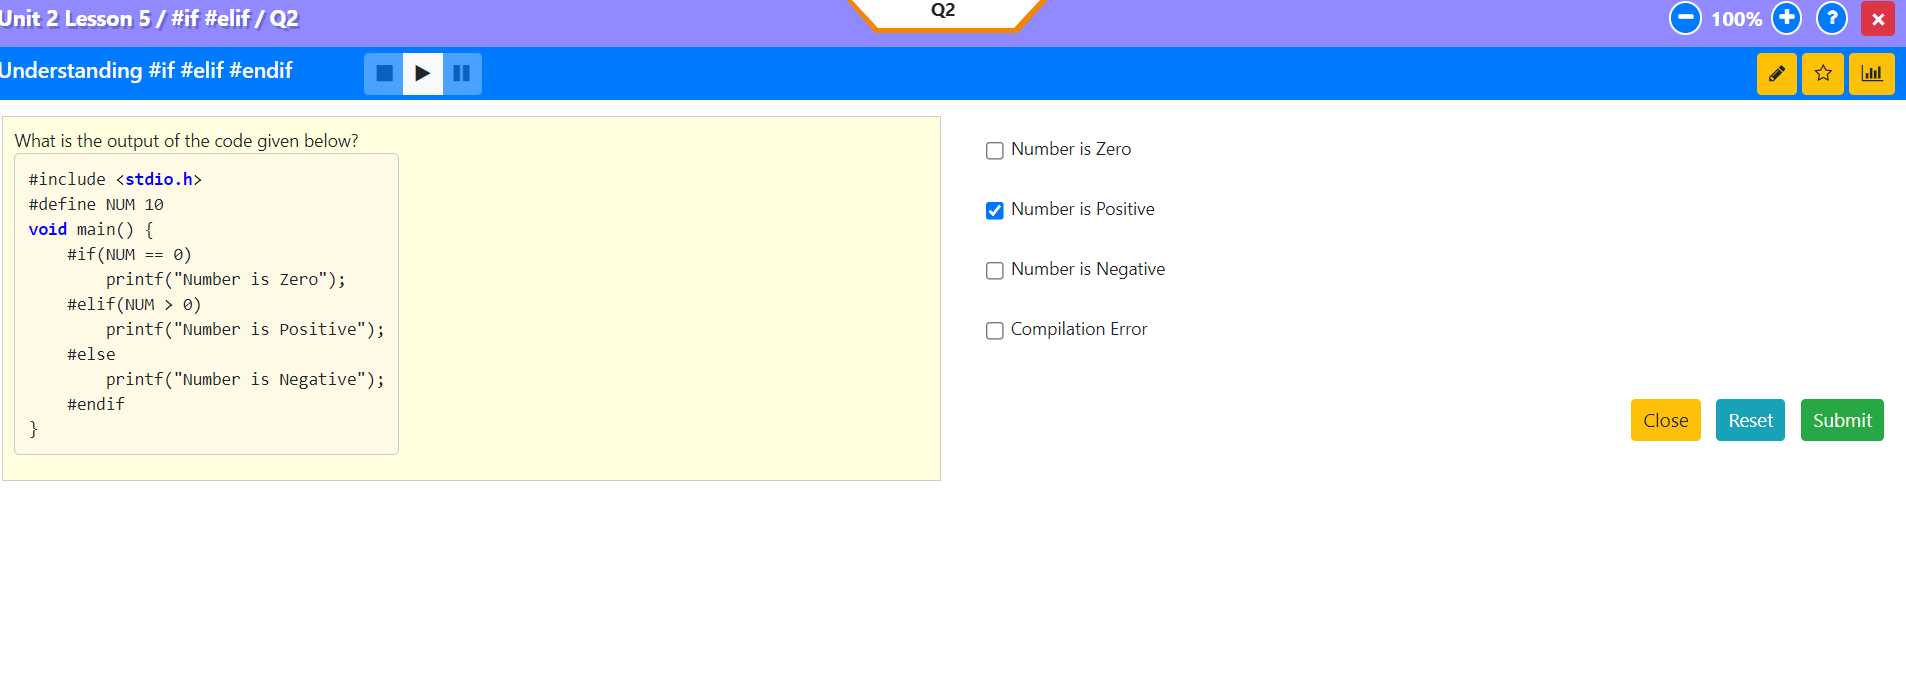 Unit 2 Lesson 5 / #if #elif / Q2
Q2
100%
Understanding #if #elif #endif
What is the output of the code given below?
#include <stdio.h>
#define NUM 10
void main() {
    #if(NUM == 0)
        printf("Number is Zero");
    #elif(NUM > 0)
        printf("Number is Positive");
    #else
        printf("Number is Negative");
    #endif
}
Number is Zero
Number is Positive
Number is Negative
Compilation Error
Close Reset Submit